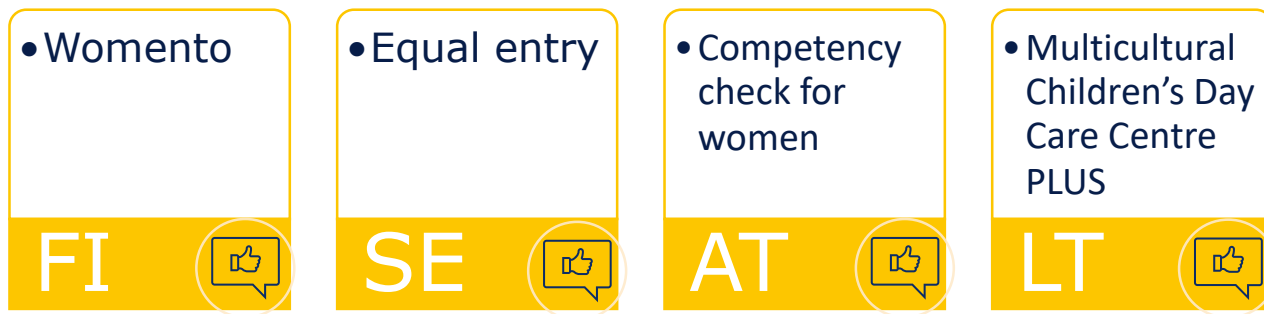 •Womento
FI
•Equal entry
SE
•Competency
check for
women
AT
•Multicultural
Children’s Day
Care Centre
PLUS
LT